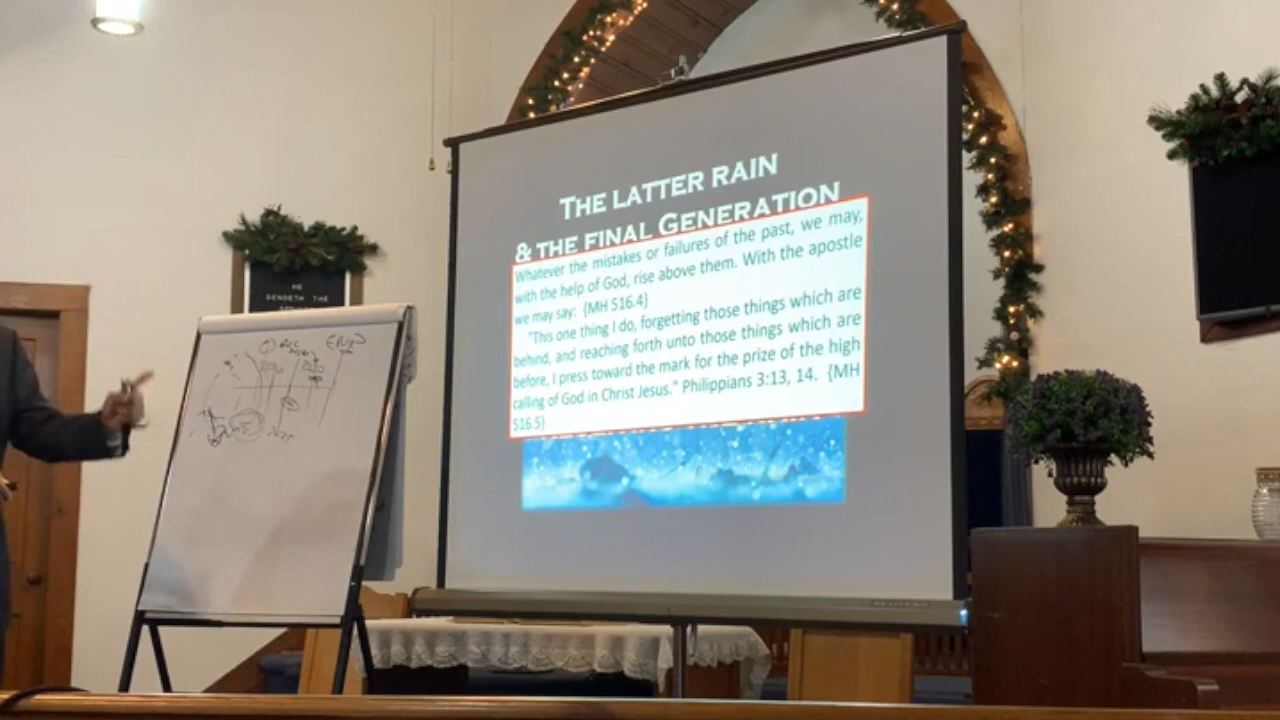 THE LATTER RAIN
& THE FINAL GENERATION
Whatever the mistakes or failures of the past, we may,
with the help of God, rise above them. With the apostle
we may say: {MH 516.4}
"This one thing I do, forgetting those things which are
behind, and reaching forth unto those things which are
before, I press toward the mark for the prize of the high
calling of God in Christ Jesus." Philippians 3:13, 14. {MH
516.5}
HE
SENDETH THE